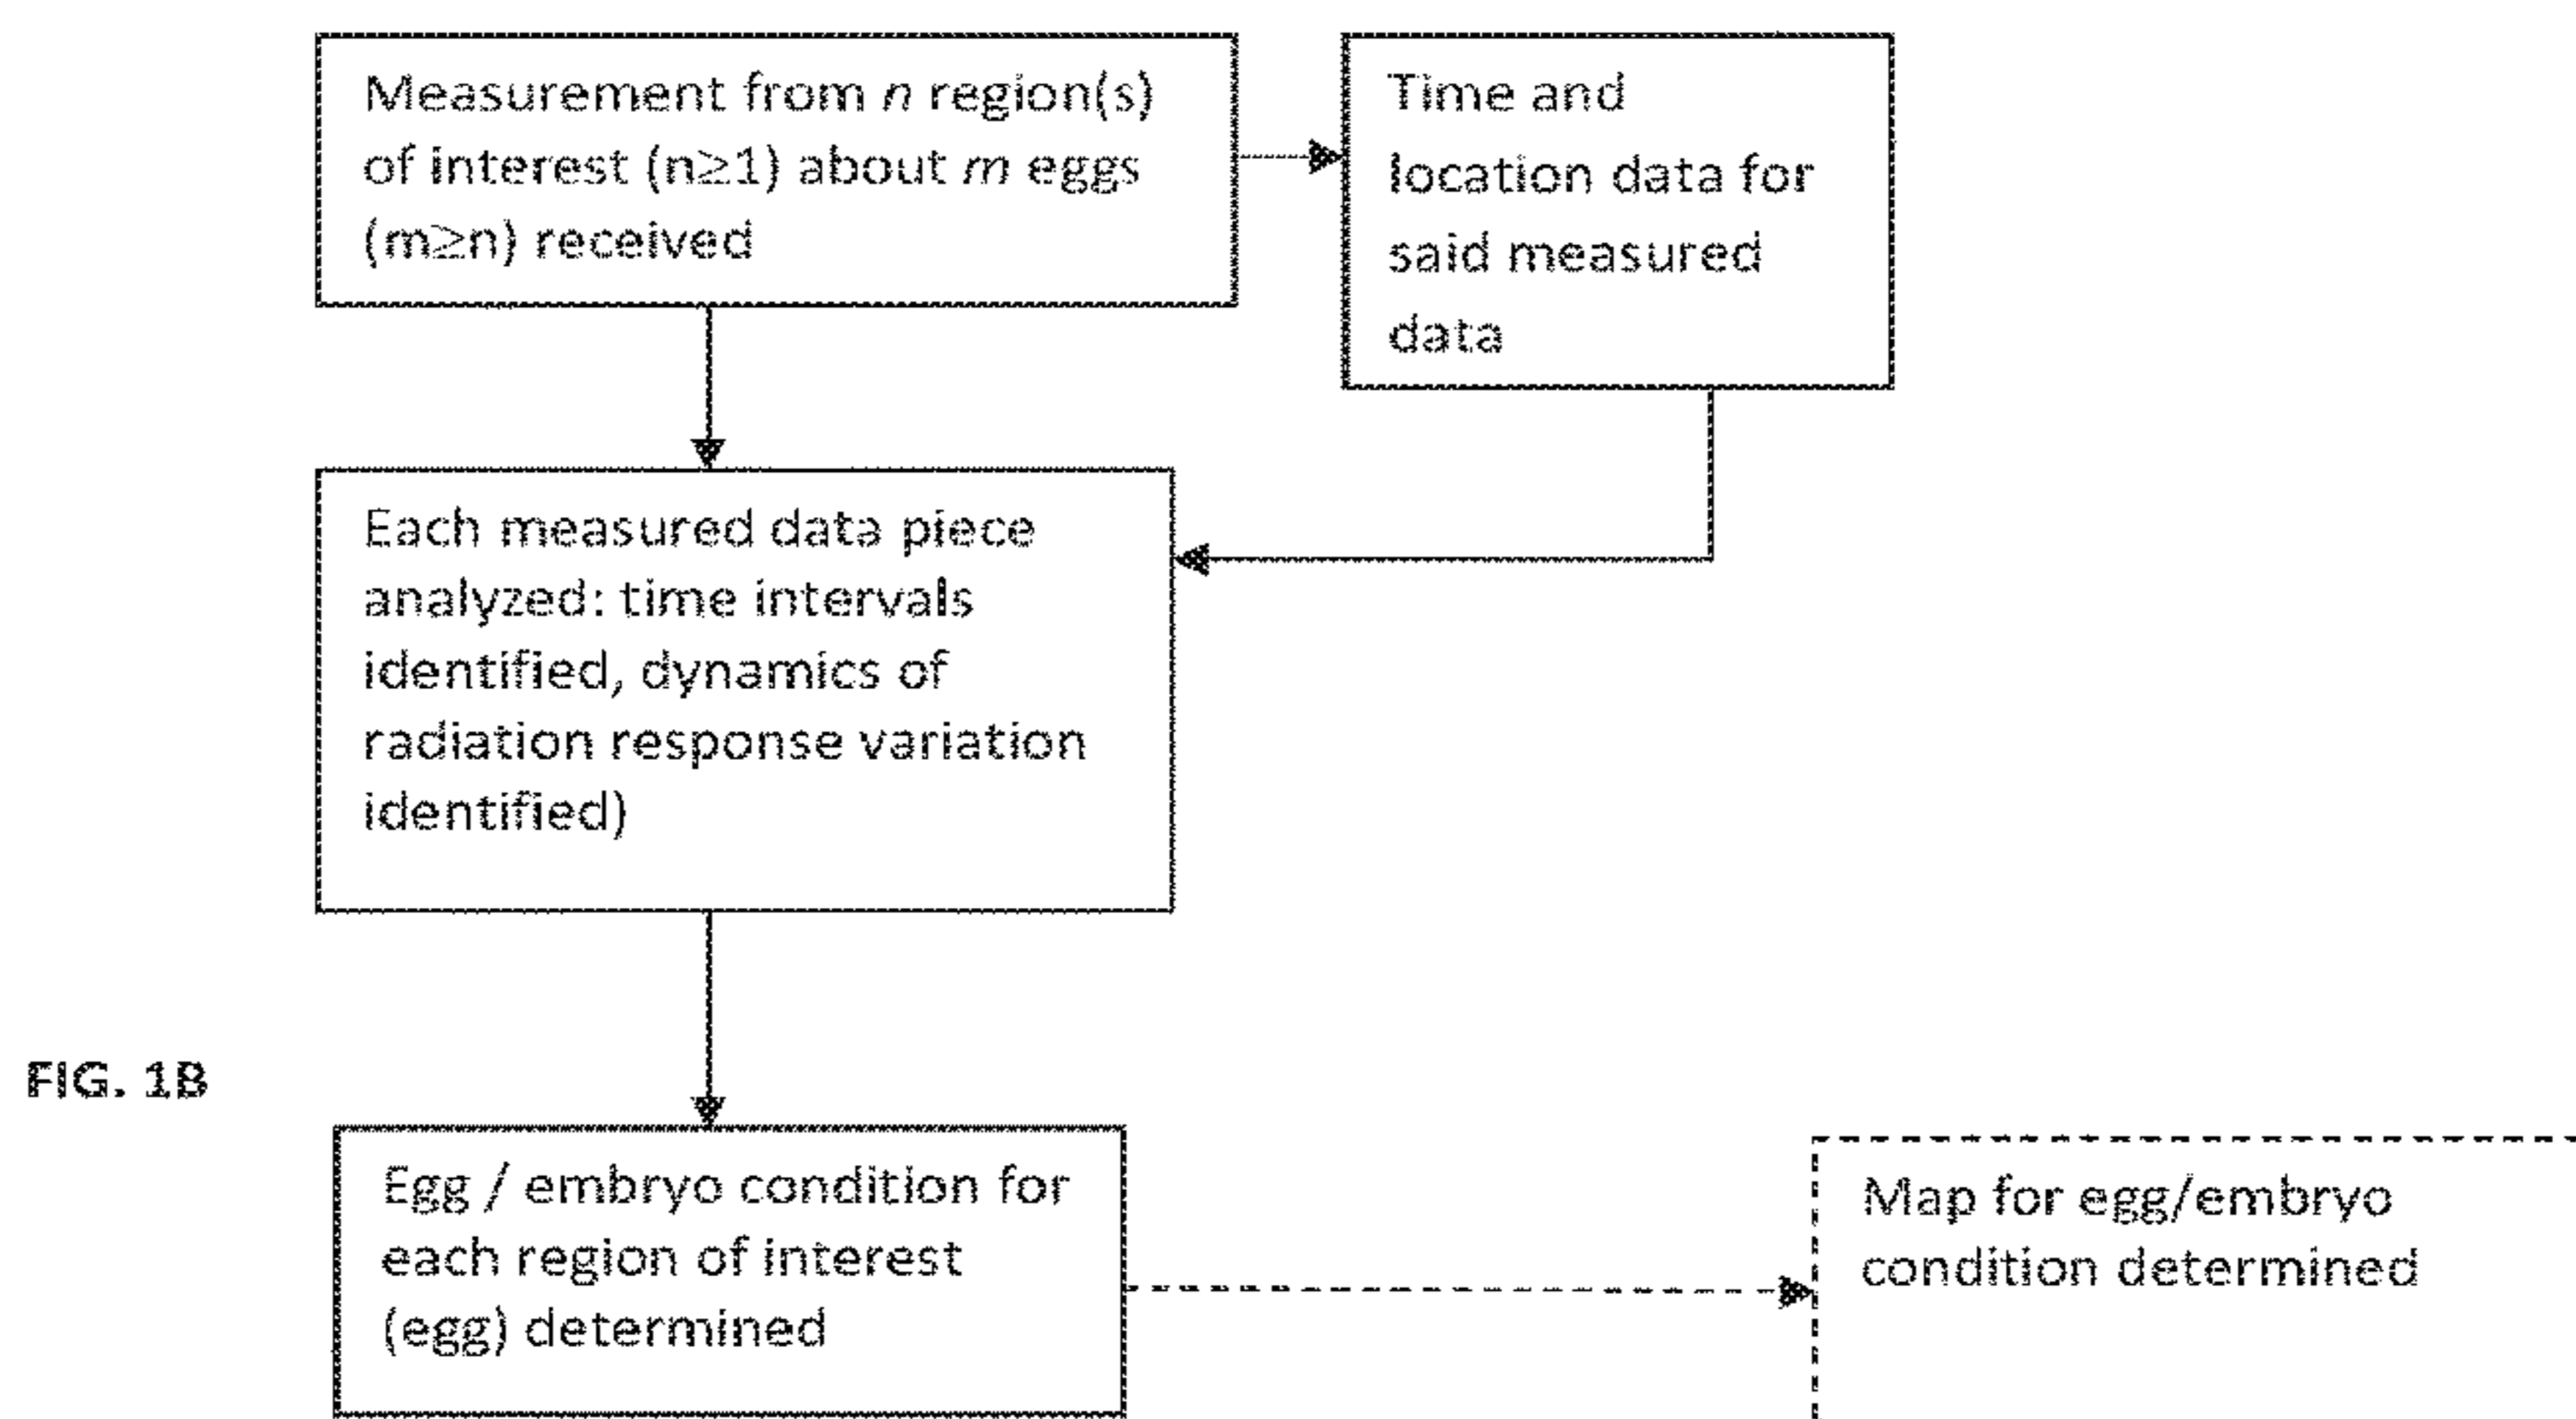 Measurement from n region(s)
of interest (n≥1) about m eggs
(m≥n) received
Time and
location data for
said measured
data
Each measured data piece
analyzed: time intervals
identified, dynamics of
radiation response variation
identified)
FIG. 1B
Egg / embryo condition for
each region of interest
(egg) determined
Map for egg/embryo
condition determined